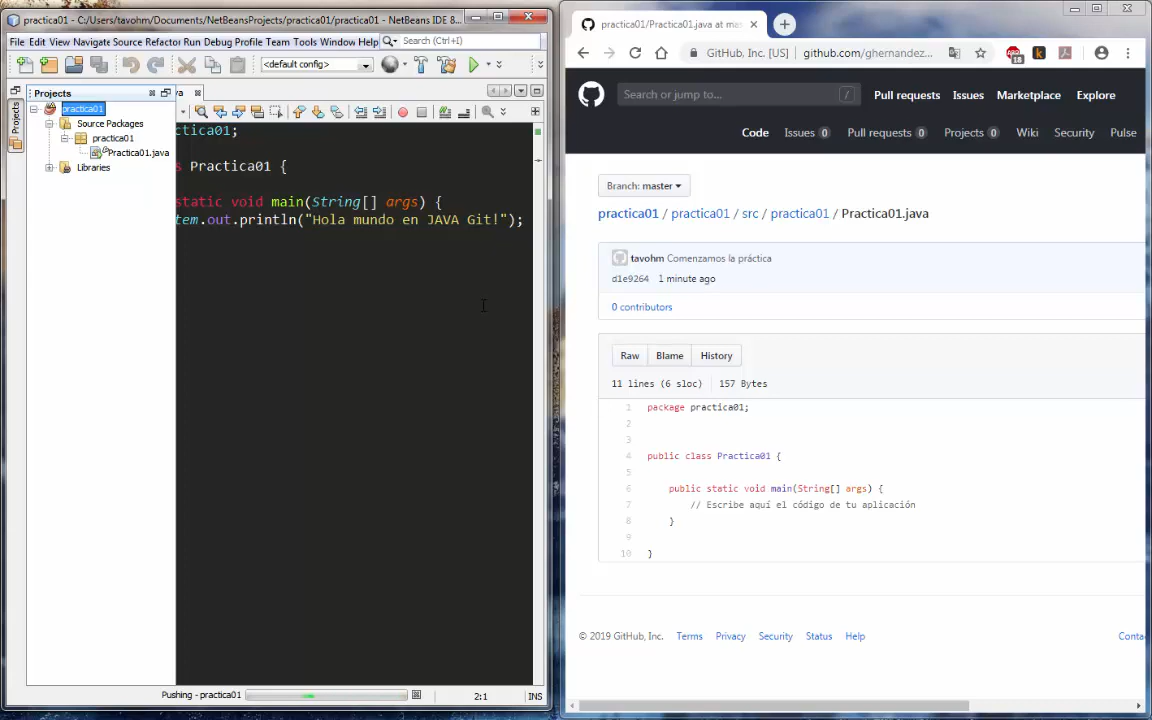 practica01 - C:/Users/tavohm/Documents/NetBeansProjects/practica01/practica01 - NetBeans IDE 8...
File Edit View Navigate Source Refactor Run Debug Profile Team Tools Window Help
Search (Ctrl+I)
<default config>
Projects
va
Projects
practica01
Source Packages
practica01
Practica01.java
Libraries
ctica01;
s Practica01 {
static void main(String[] args) {
tem.out.println("Hola mundo en JAVA Git!");
Pushing - practica01
2:1
INS
practica01/Practica01.java at mas
GitHub, Inc. [US]
github.com/ghernandez...
18
Search or jump to...
/
Pull requests
Issues
Marketplace
Explore
Code
Issues 0
Pull requests 0
Projects 0
Wiki
Security
Pulse
Branch: master
practica01 / practica01 / src / practica01 / Practica01.java
tavohm Comenzamos la práctica
d1e9264 1 minute ago
0 contributors
Raw
Blame
History
11 lines (6 sloc)
157 Bytes
1 package practica01;
2
3
4 public class Practica01 {
5
6 public static void main(String[] args) {
7 // Escribe aquí el código de tu aplicación
8 }
9
10 }
© 2019 GitHub, Inc.
Terms
Privacy
Security
Status
Help
Conta